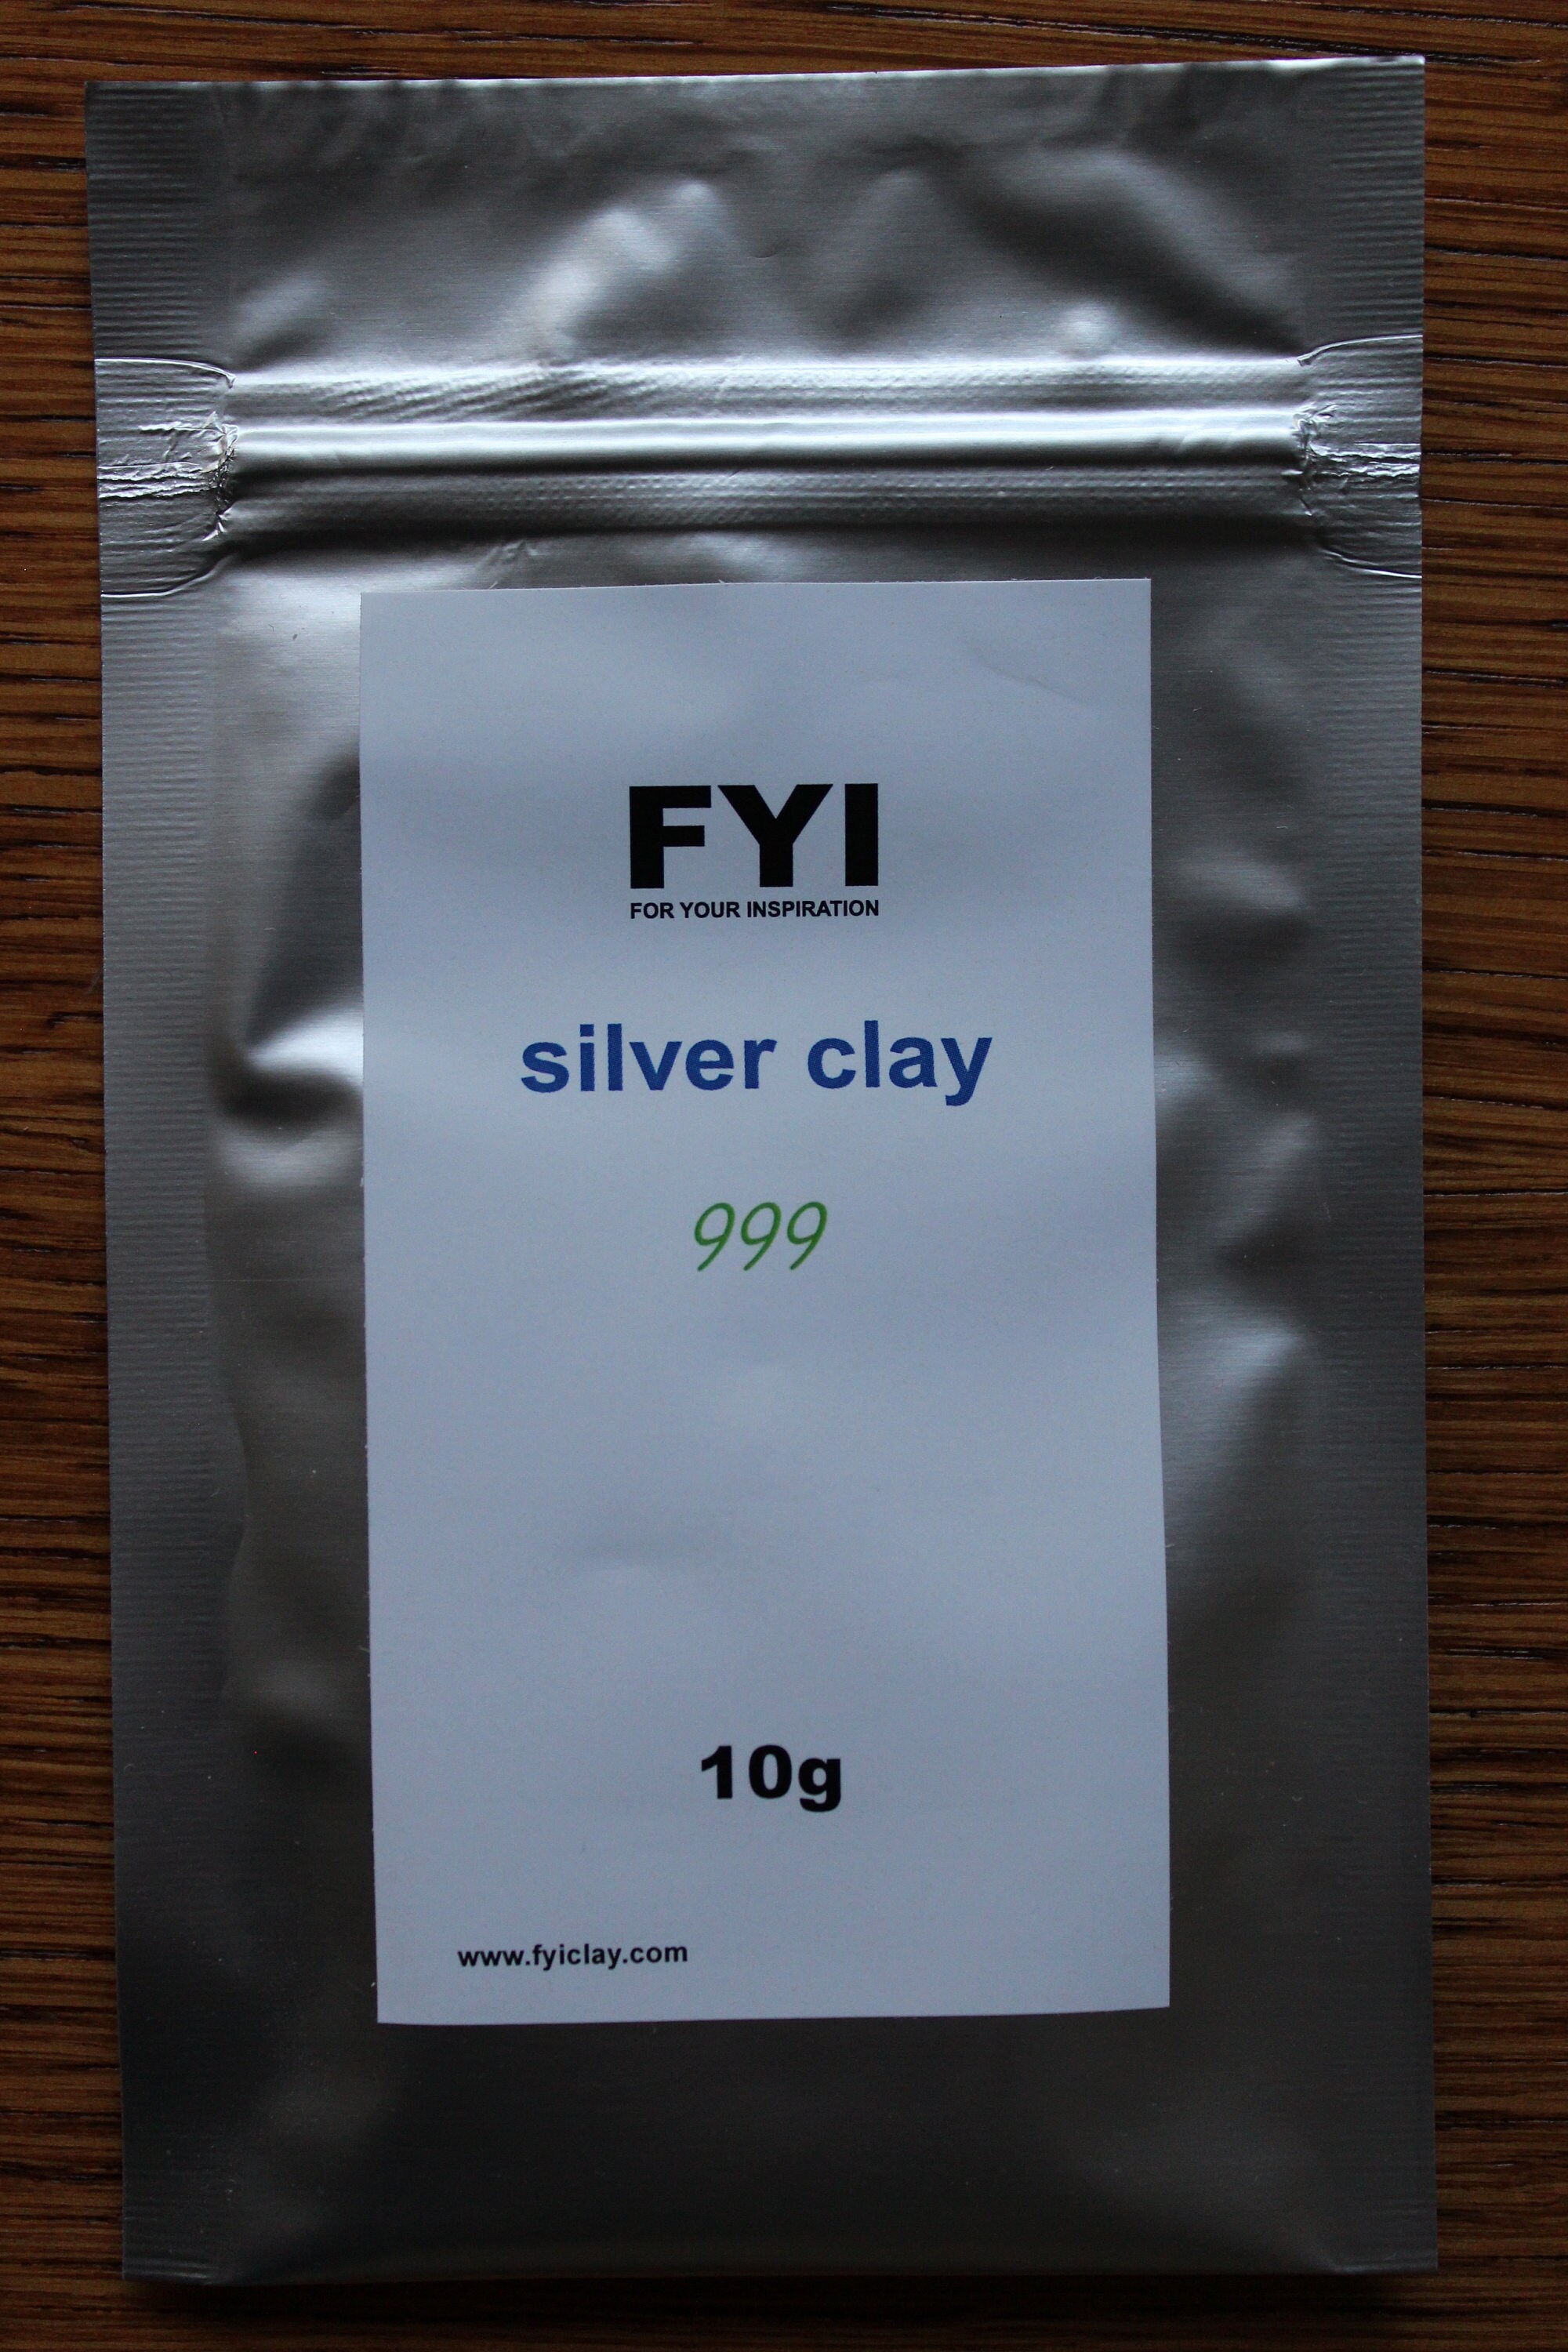 FYI
FOR YOUR INSPIRATION
silver clay
999
10g
www.fyiclay.com